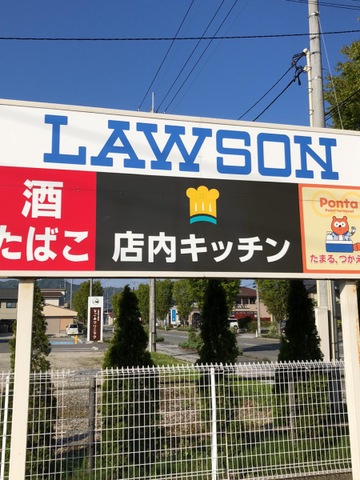 LAWSON
酒
たばこ
店内キッチン
Ponta
たまる、つかえ